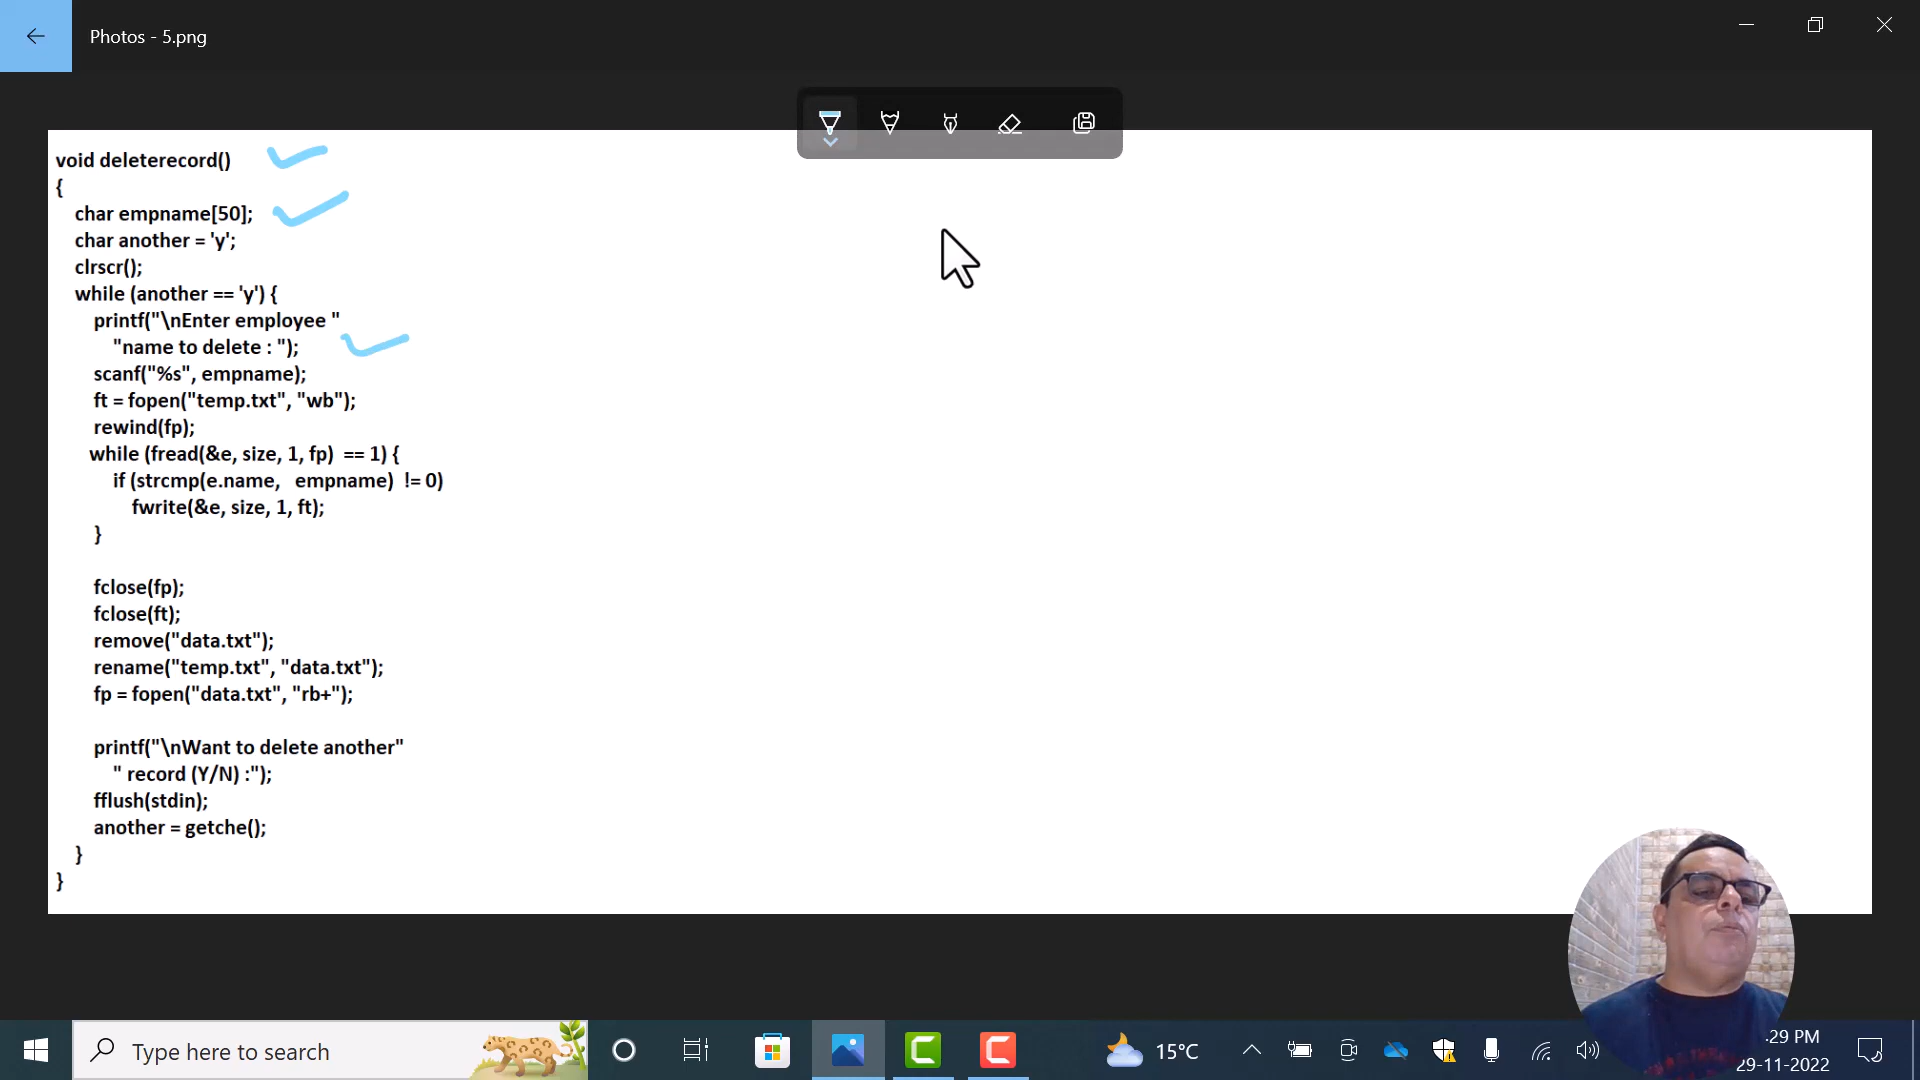 Photos - 5.png
void deleterecord()
{
char empname[50];
char another = 'y';
clrscr();
while (another == 'y') {
printf("\nEnter employee "
"name to delete : ");
scanf("%s", empname);
ft = fopen("temp.txt", "wb");
rewind(fp);
while (fread(&e, size, 1, fp)  == 1) {
if (strcmp(e.name,   empname)  != 0)
fwrite(&e, size, 1, ft);
}
fclose(fp);
fclose(ft);
remove("data.txt");
rename("temp.txt", "data.txt");
fp = fopen("data.txt", "rb+");
printf("\nWant to delete another"
" record (Y/N) :");
fflush(stdin);
another = getche();
}
}
Type here to search
15°C
:29 PM
29-11-2022